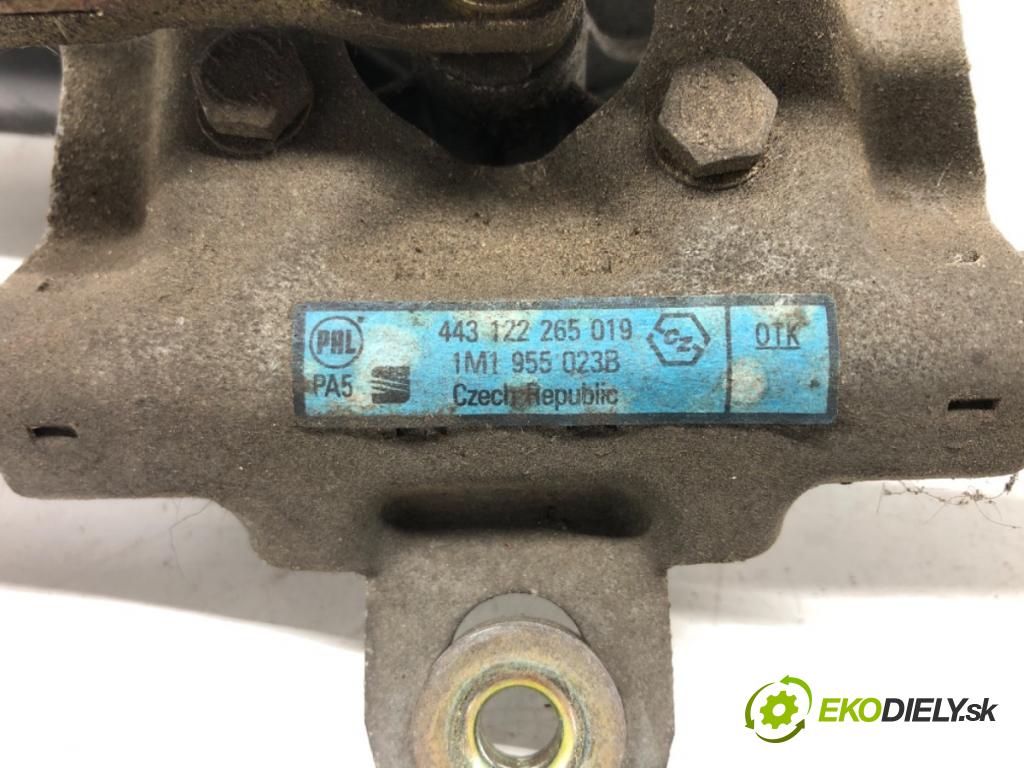 PAL
443 122 265 019
CZ
OTK
PA5
1M1 955 023B
Czech Republic
EKODIELY.sk